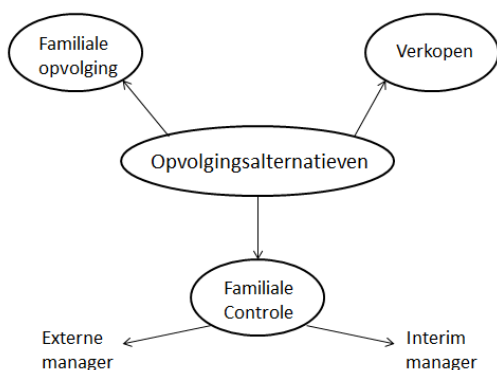 Familiale
opvolging
Verkopen
Opvolgingsalternatieven
Familiale
Controle
Externe
manager
Interim
manager